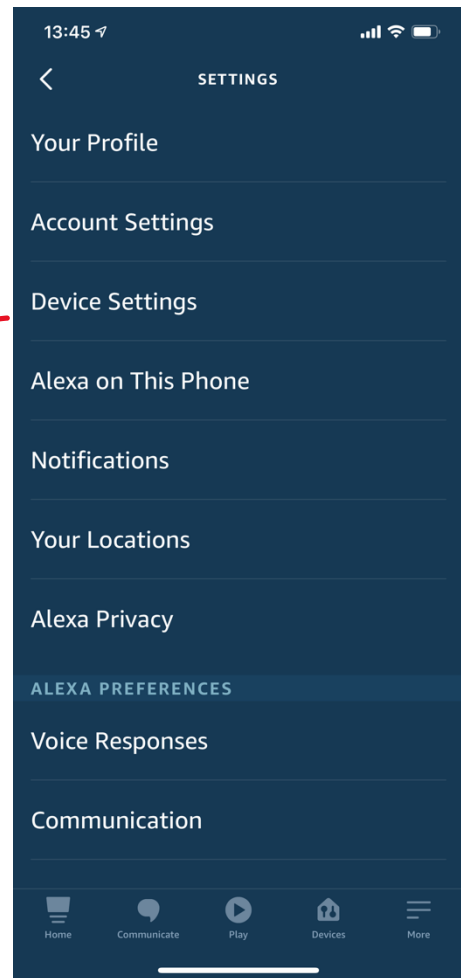 13:45
SETTINGS
Your Profile
Account Settings
Device Settings
Alexa on This Phone
Notifications
Your Locations
Alexa Privacy
ALEXA PREFERENCES
Voice Responses
Communication
Home Communicate Play Devices More